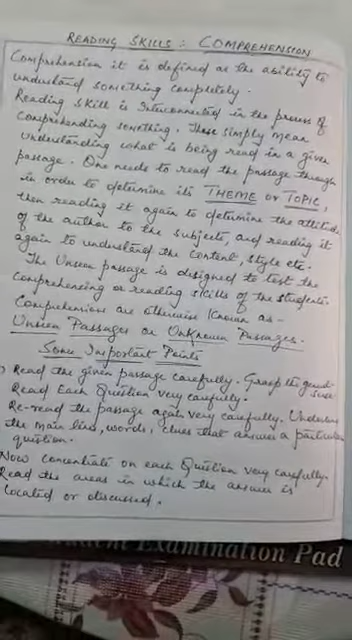 READING SKILLS : COMPREHENSION
Comprehension it is defined as the ability to
understand something completely.
Reading skill is Interconnected in the process of
comprehending something. These simply mean
understanding what is being read in a given
passage. One needs to read the passage through
in order to determine its THEME or TOPIC,
then reading it again to determine the attitude
of the author to the subjects, and reading it
again to understand the content, style etc.
The Unseen passage is designed to test the
comprehending or reading skills of the students.
Comprehensions are otherwise known as –
Unseen Passages or Unknown Passages.
Some Important Points
Read the given passage carefully. Grasp the
Read Each Question very carefully.
Re-read the passage again very carefully.
the main line, words, clues that answer a particular
question.
Now concentrate on each Question very carefully.
Read the areas in which the answer is
located or discussed.
Examination Pad